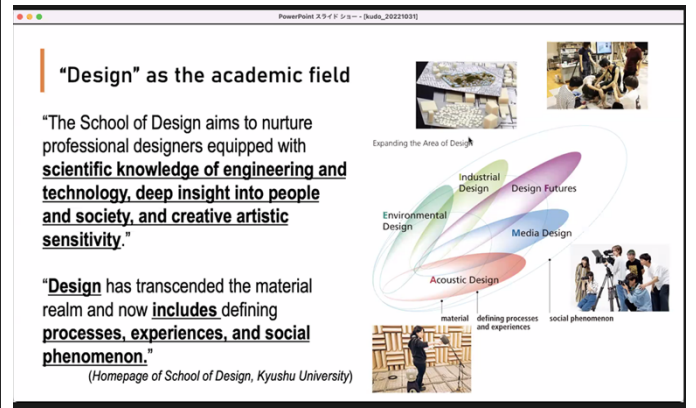 PowerPoint スライド ショー - [kudo_20221031]
“Design” as the academic field
“The School of Design aims to nurture
professional designers equipped with
scientific knowledge of engineering and
technology, deep insight into people
and society, and creative artistic
sensitivity.”
“Design has transcended the material
realm and now includes defining
processes, experiences, and social
phenomenon.”
(Homepage of School of Design, Kyushu University)
Expanding the Area of Design
Industrial
Design
Design Futures
Environmental
Design
Media Design
Acoustic Design
material
defining processes
and experiences
social phenomenon